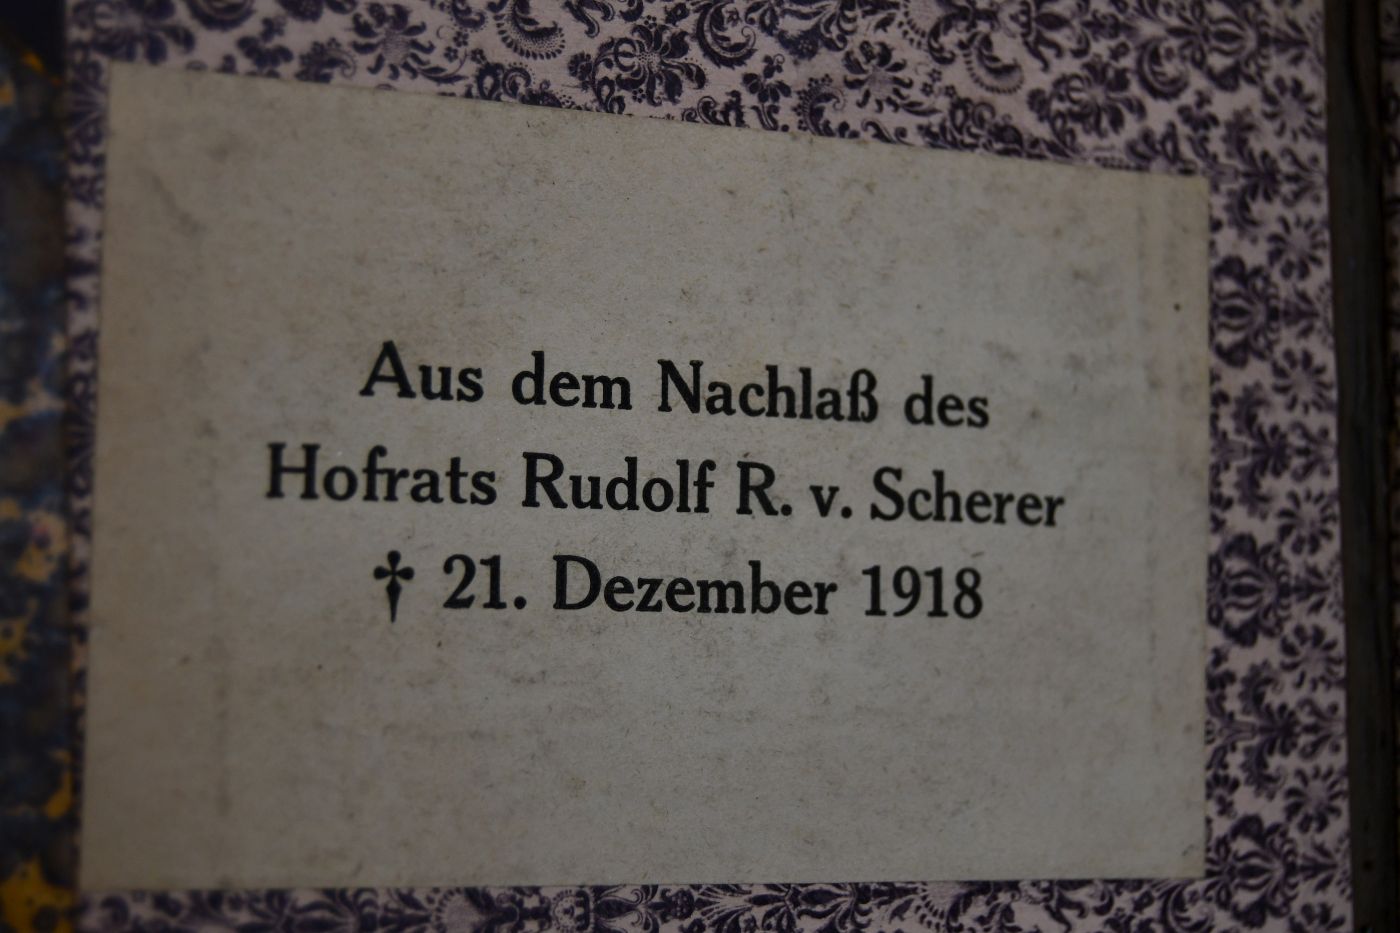 Aus dem Nachlaß des
Hofrats Rudolf R. v. Scherer
† 21. Dezember 1918